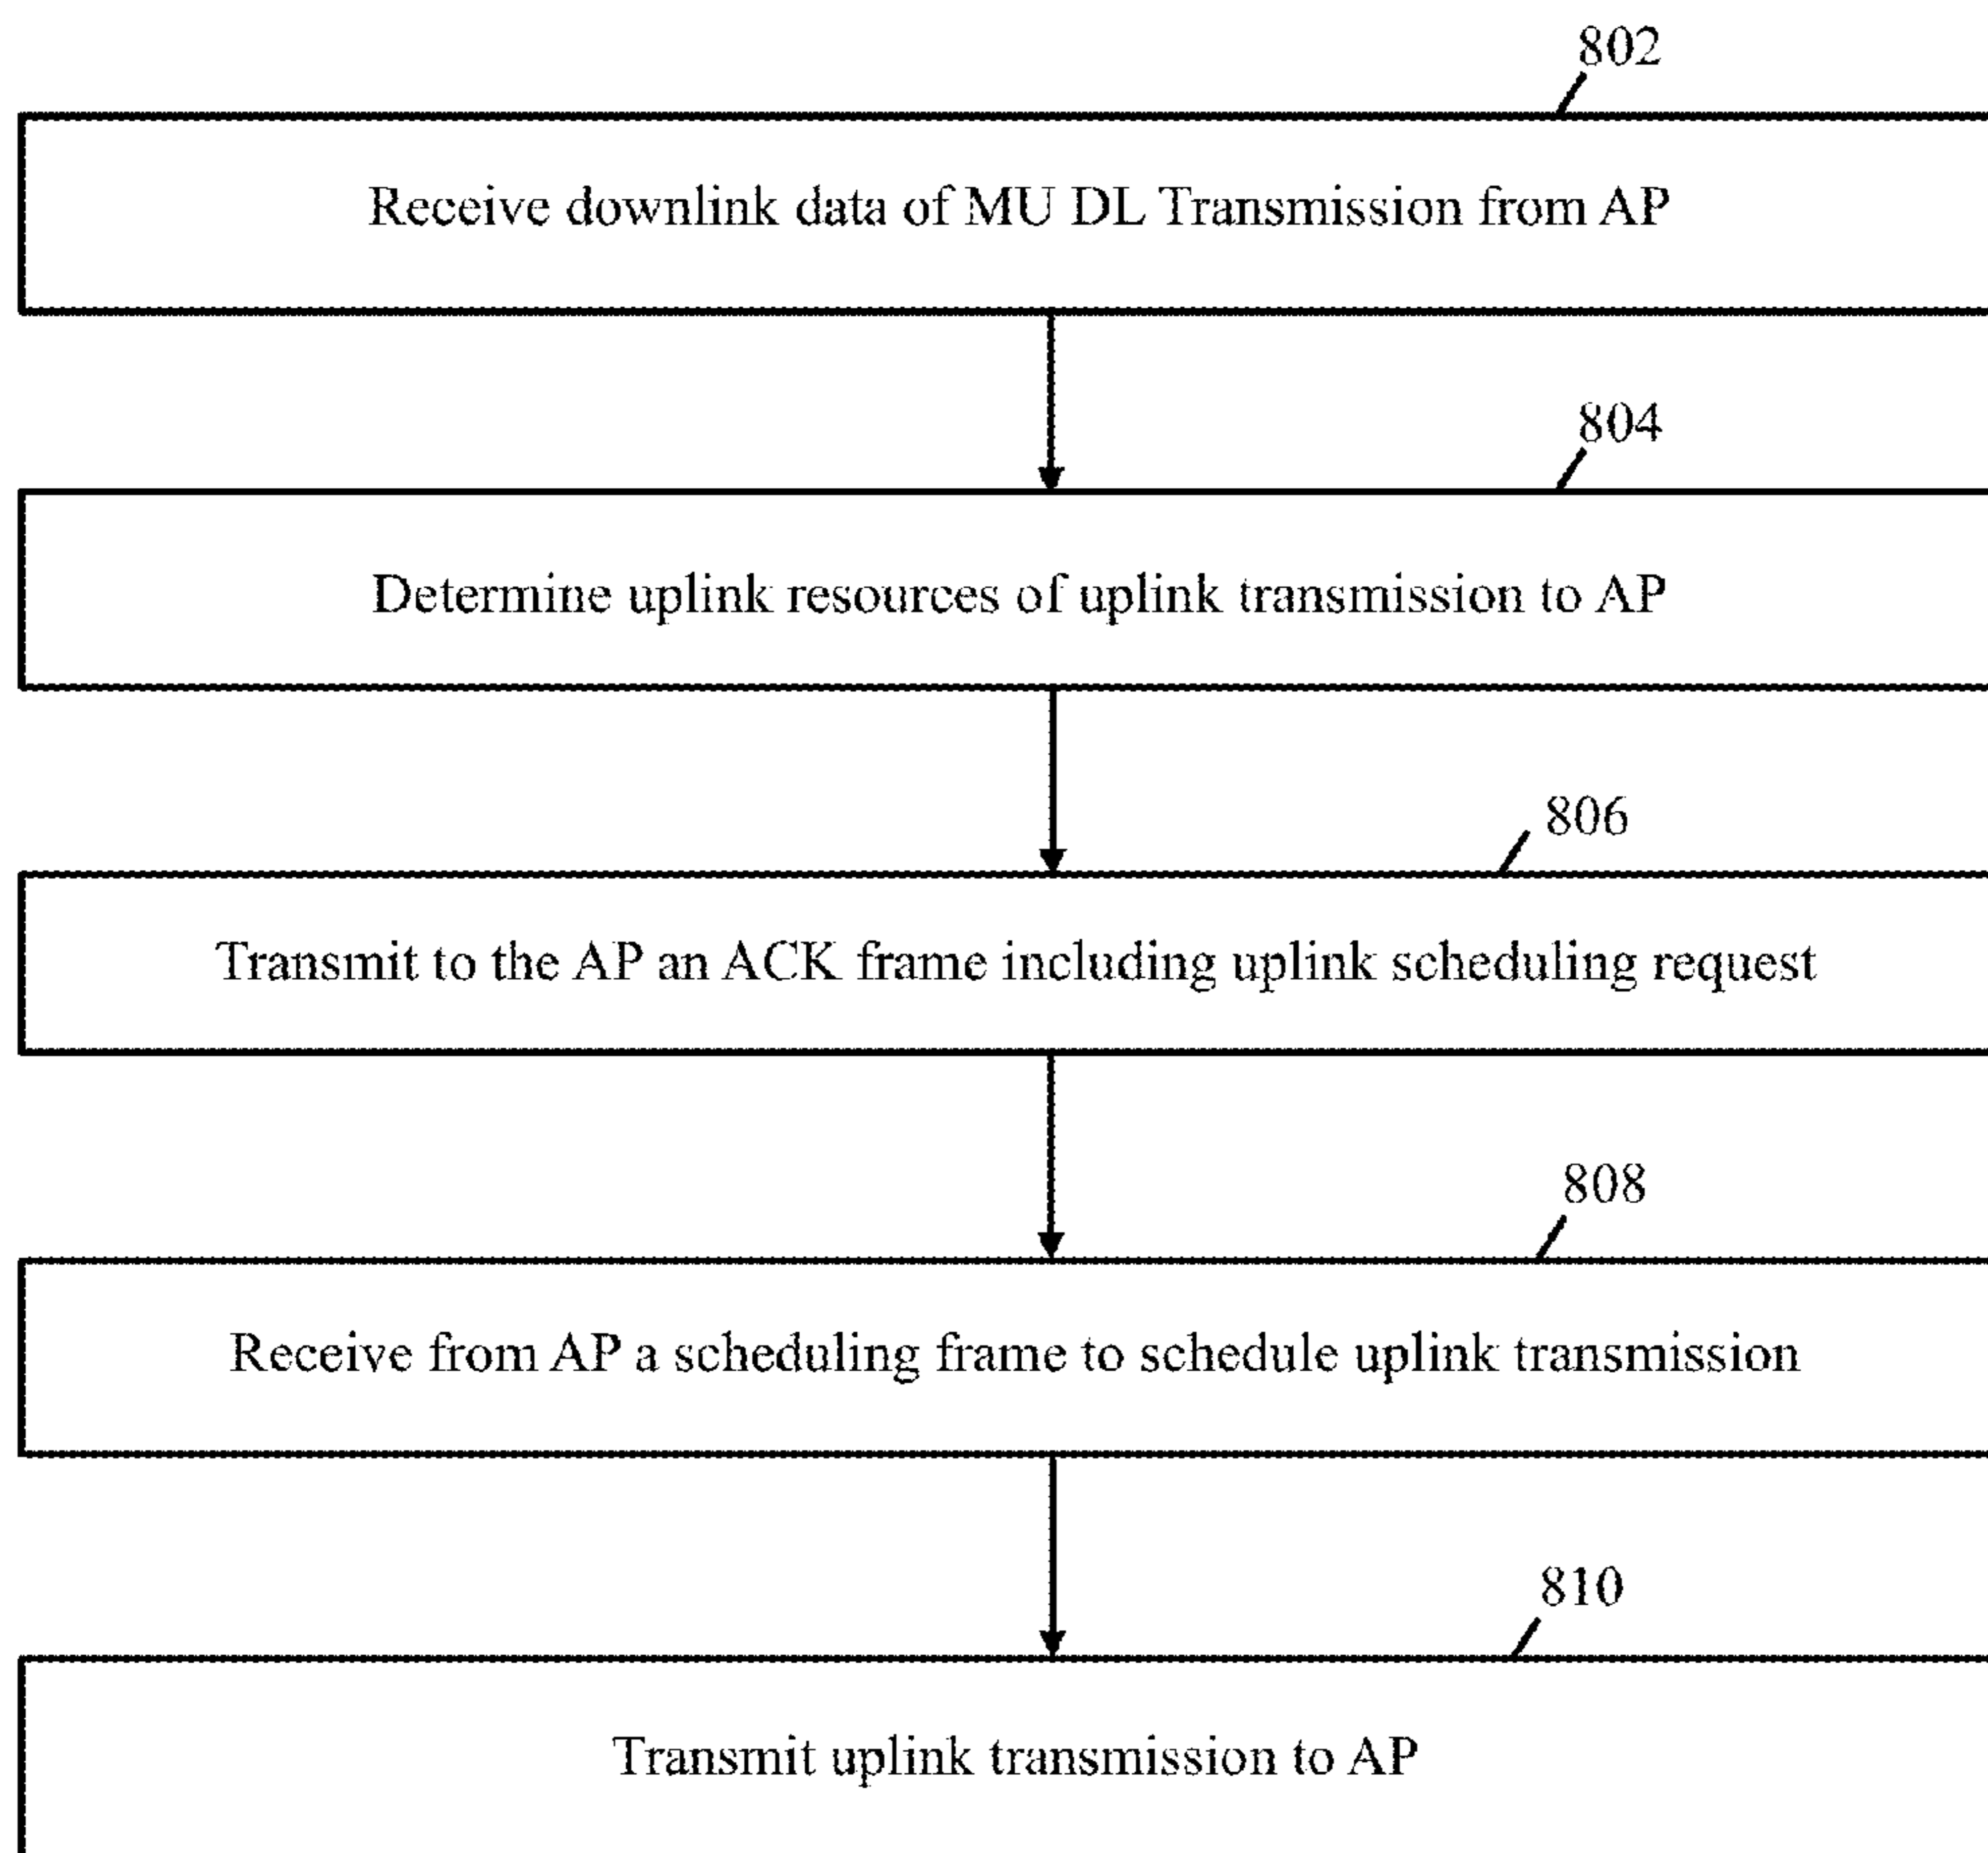 802
Receive downlink data of MU DL Transmission from AP
804
Determine uplink resources of uplink transmission to AP
806
Transmit to the AP an ACK frame including uplink scheduling request
808
Receive from AP a scheduling frame to schedule uplink transmission
810
Transmit uplink transmission to AP